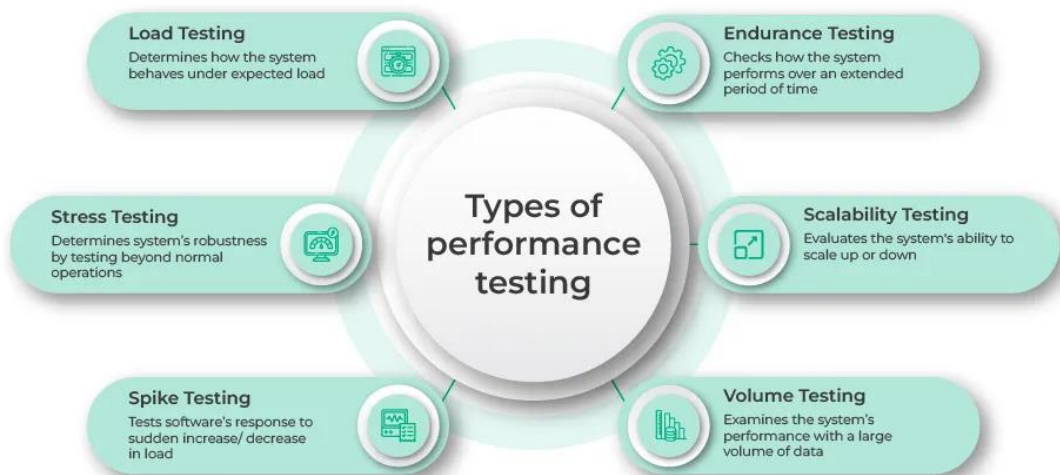 Load Testing
Determines how the system
behaves under expected load
Stress Testing
Determines system's robustness
by testing beyond normal
operations
Spike Testing
Tests software's response to
sudden increase/ decrease
in load
Types of
performance
testing
Endurance Testing
Checks how the system
performs over an extended
period of time
Scalability Testing
Evaluates the system's ability to
scale up or down
Volume Testing
Examines the system's
performance with a large
volume of data